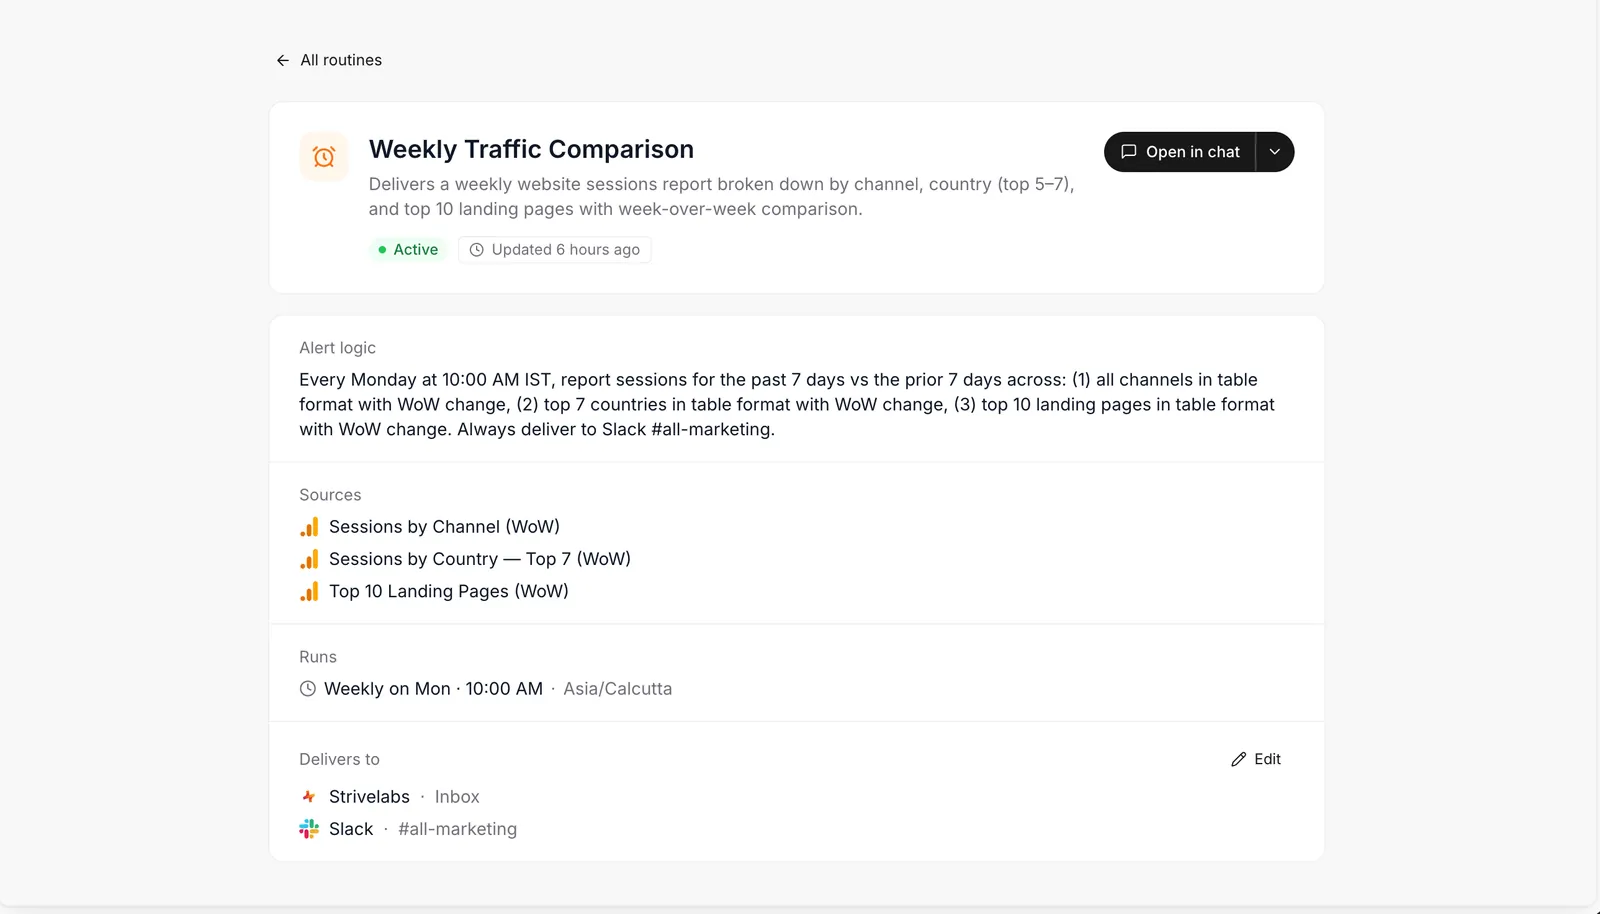 All routines
Weekly Traffic Comparison
Open in chat
Delivers a weekly website sessions report broken down by channel, country (top 5–7),
and top 10 landing pages with week-over-week comparison.
Active
Updated 6 hours ago
Alert logic
Every Monday at 10:00 AM IST, report sessions for the past 7 days vs the prior 7 days across: (1) all channels in table
format with WoW change, (2) top 7 countries in table format with WoW change, (3) top 10 landing pages in table format
with WoW change. Always deliver to Slack #all-marketing.
Sources
Sessions by Channel (WoW)
Sessions by Country — Top 7 (WoW)
Top 10 Landing Pages (WoW)
Runs
Weekly on Mon · 10:00 AM · Asia/Calcutta
Delivers to
Edit
Strivelabs · Inbox
Slack · #all-marketing